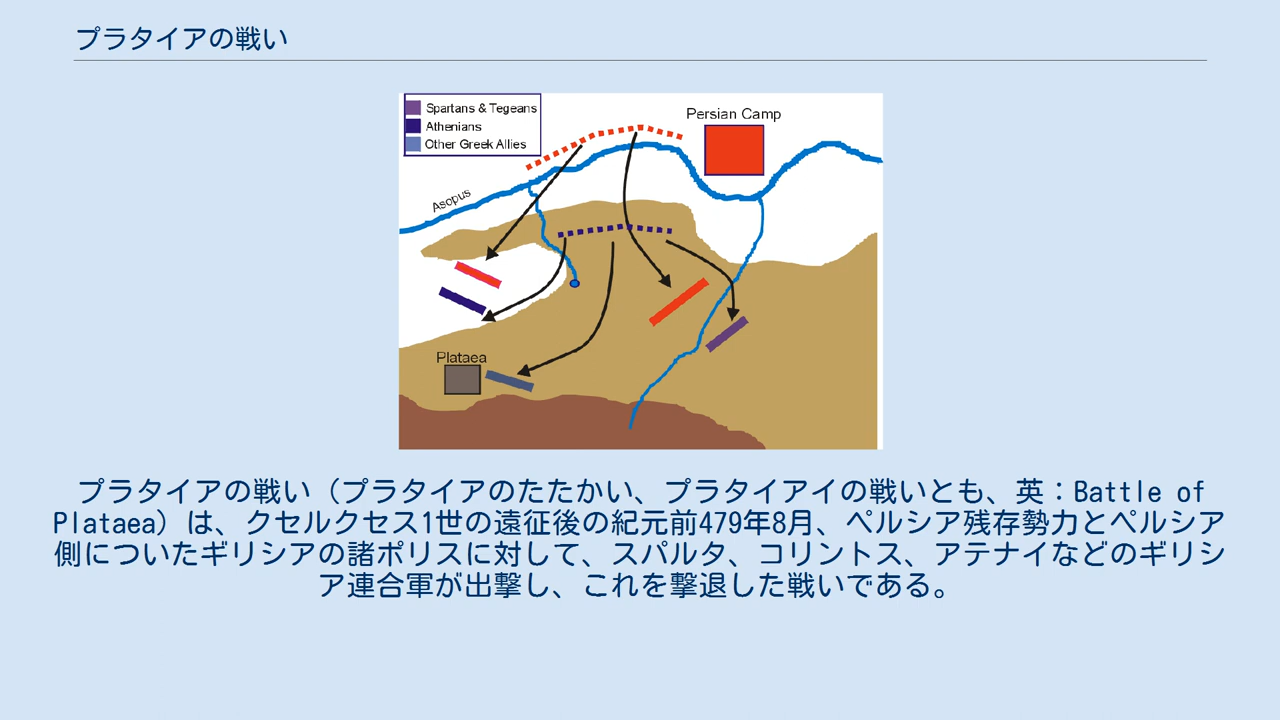 プラタイアの戦い
Spartans & Tegeans
Athenians
Other Greek Allies
Persian Camp
Asopus
Plataea
プラタイアの戦い（プラタイアのたたかい、プラタイアイの戦いとも、英：Battle of
Plataea）は、クセルクセス1世の遠征後の紀元前479年8月、ペルシア残存勢力とペルシア
側についたギリシアの諸ポリスに対して、スパルタ、コリントス、アテナイなどのギリシ
ア連合軍が出撃し、これを撃退した戦いである。